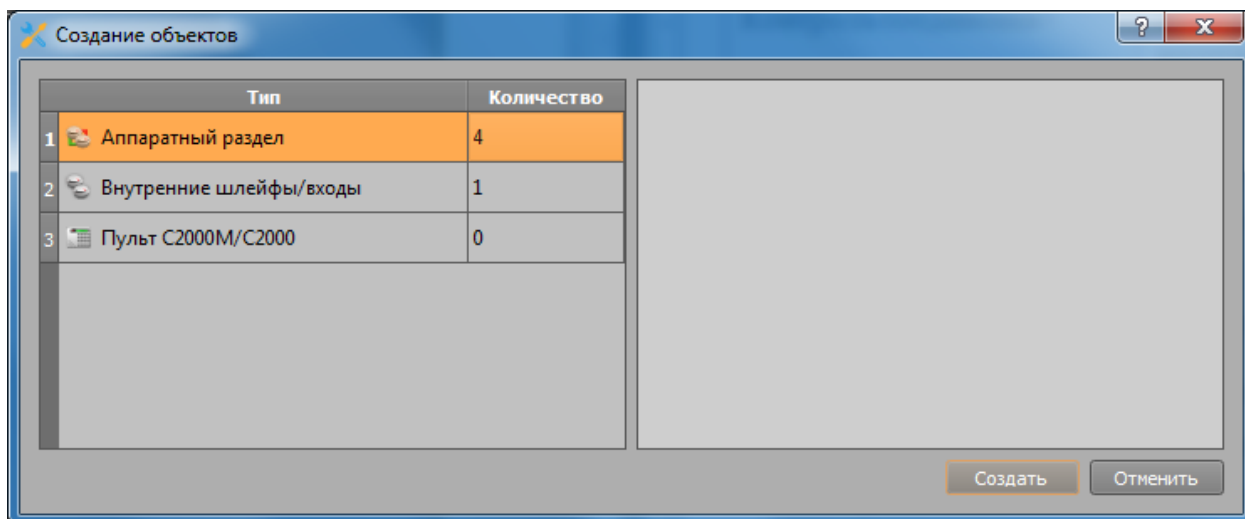 Создание объектов
?
Тип Количество
1 Аппаратный раздел 4
2 Внутренние шлейфы/входы 1
3 Пульт С2000М/С2000 0
Создать Отменить